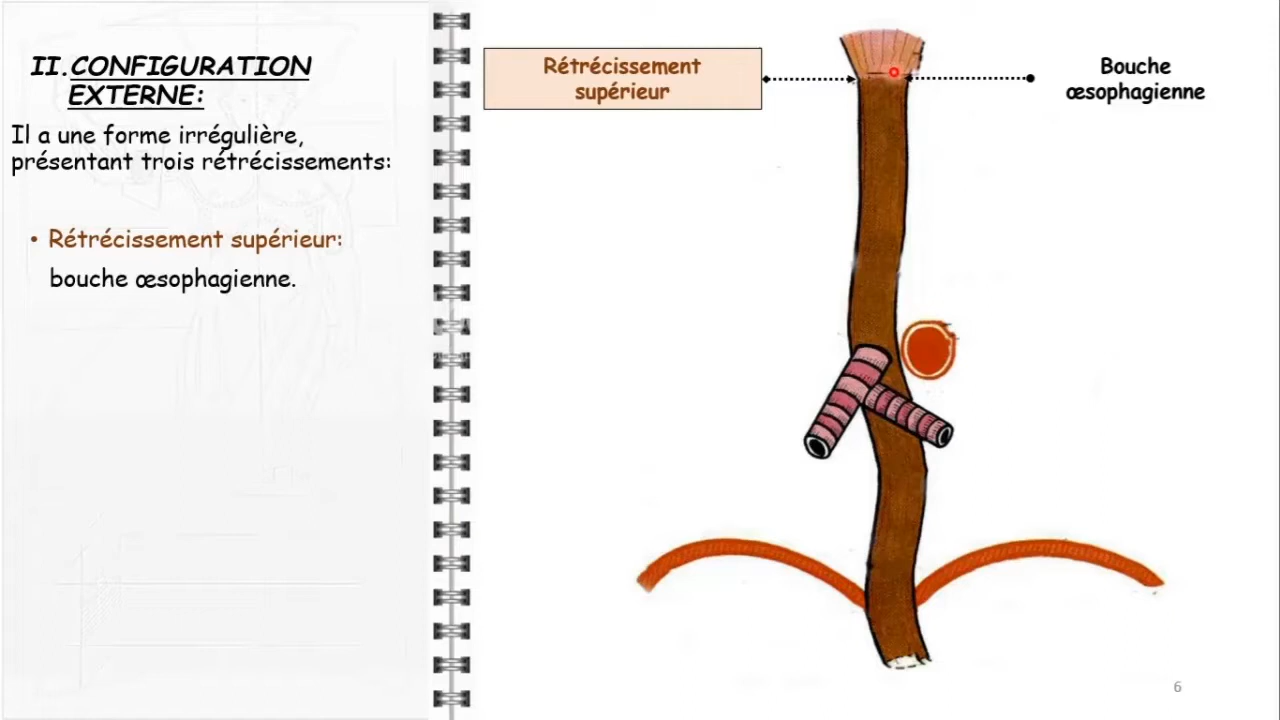 II. CONFIGURATION
EXTERNE:
Il a une forme irrégulière,
présentant trois rétrécissements:
• Rétrécissement supérieur:
bouche œsophagienne.
Rétrécissement
supérieur
Bouche
œsophagienne
6